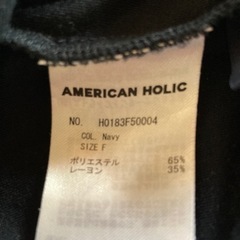 AMERICAN HOLIC
NO. H0183F50004
COL. Navy
SIZE F
ポリエステル 65%
レーヨン 35%